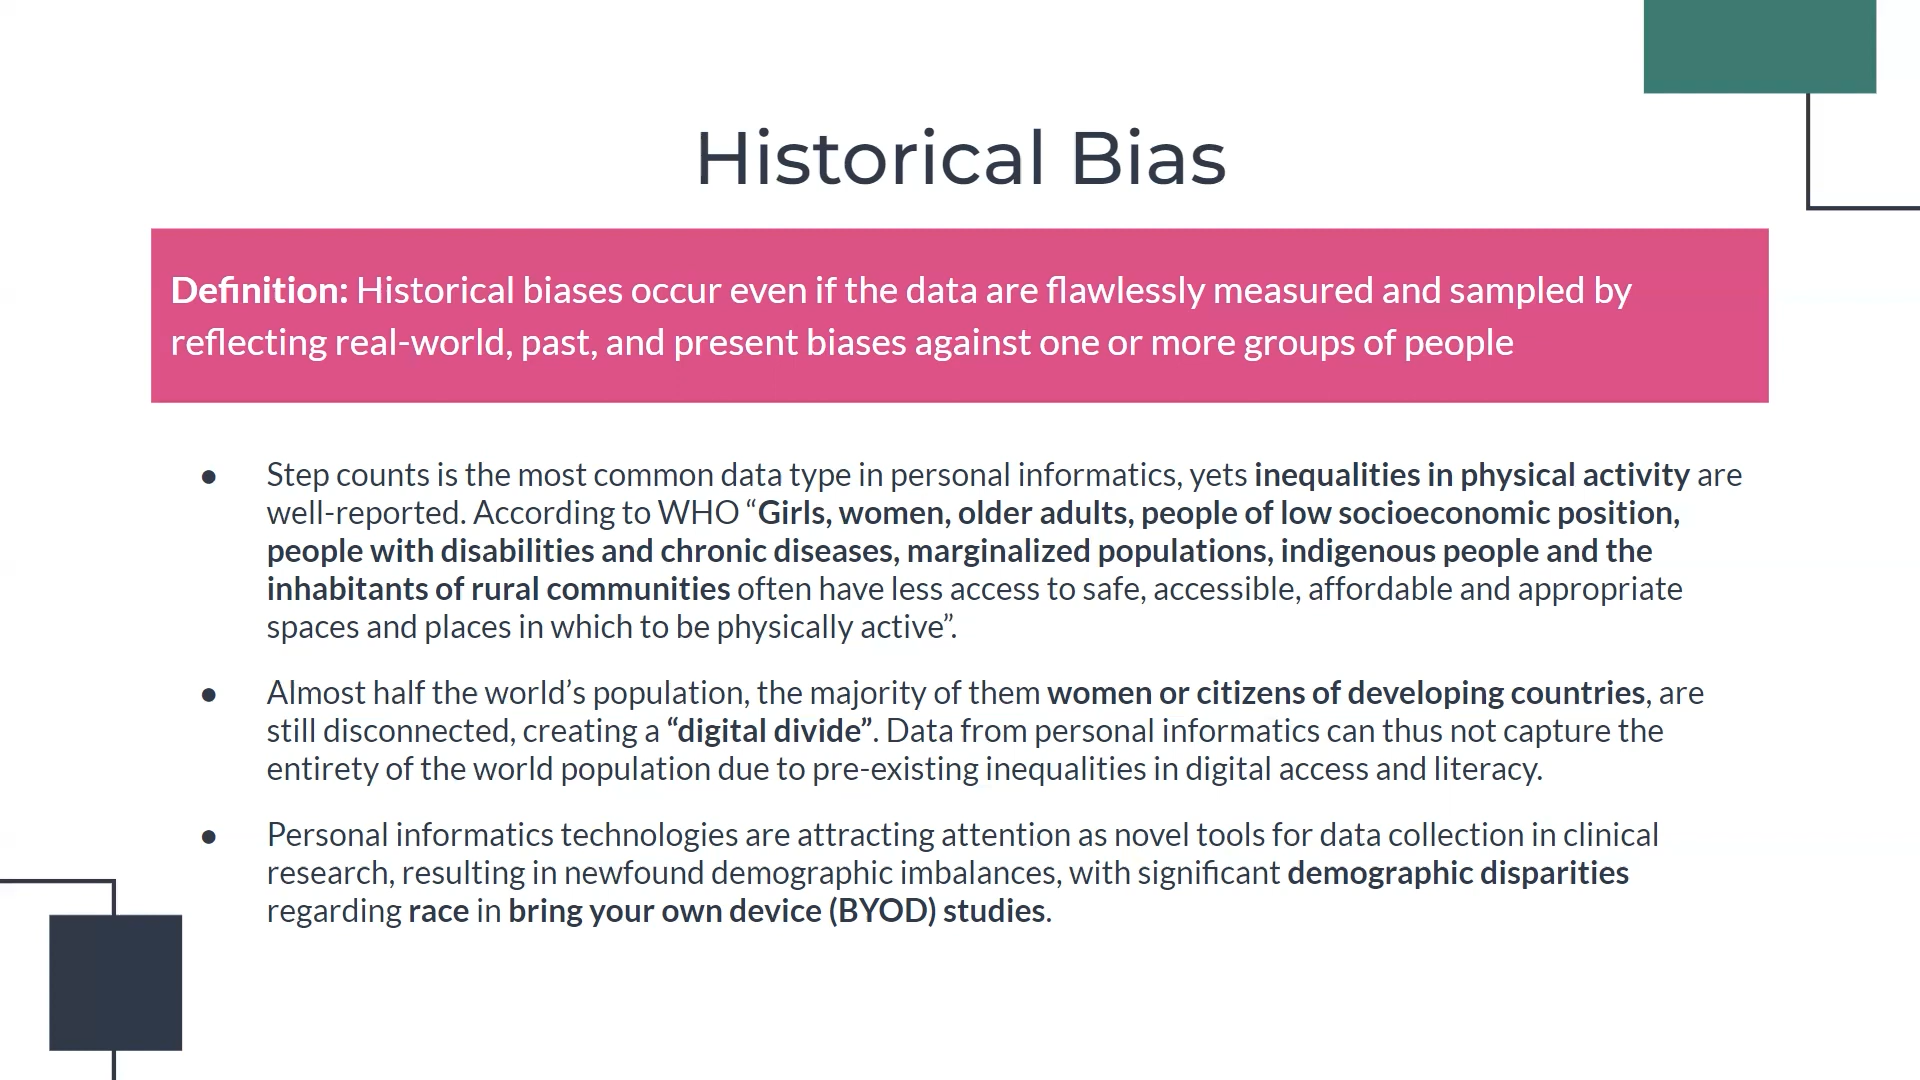 Historical Bias
Definition: Historical biases occur even if the data are flawlessly measured and sampled by
reflecting real-world, past, and present biases against one or more groups of people
● Step counts is the most common data type in personal informatics, yets inequalities in physical activity are
well-reported. According to WHO “Girls, women, older adults, people of low socioeconomic position,
people with disabilities and chronic diseases, marginalized populations, indigenous people and the
inhabitants of rural communities often have less access to safe, accessible, affordable and appropriate
spaces and places in which to be physically active”.
● Almost half the world’s population, the majority of them women or citizens of developing countries, are
still disconnected, creating a “digital divide”. Data from personal informatics can thus not capture the
entirety of the world population due to pre-existing inequalities in digital access and literacy.
● Personal informatics technologies are attracting attention as novel tools for data collection in clinical
research, resulting in newfound demographic imbalances, with significant demographic disparities
regarding race in bring your own device (BYOD) studies.